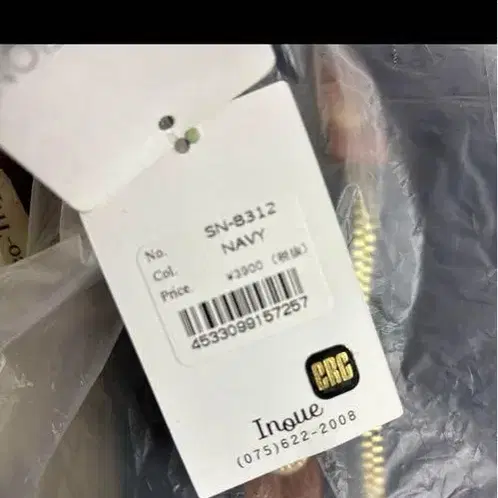 No. SN-8312
Col. NAVY
Price ¥3900 (税抜)
4533099157257
CRC
Inoue
(075)622-2008